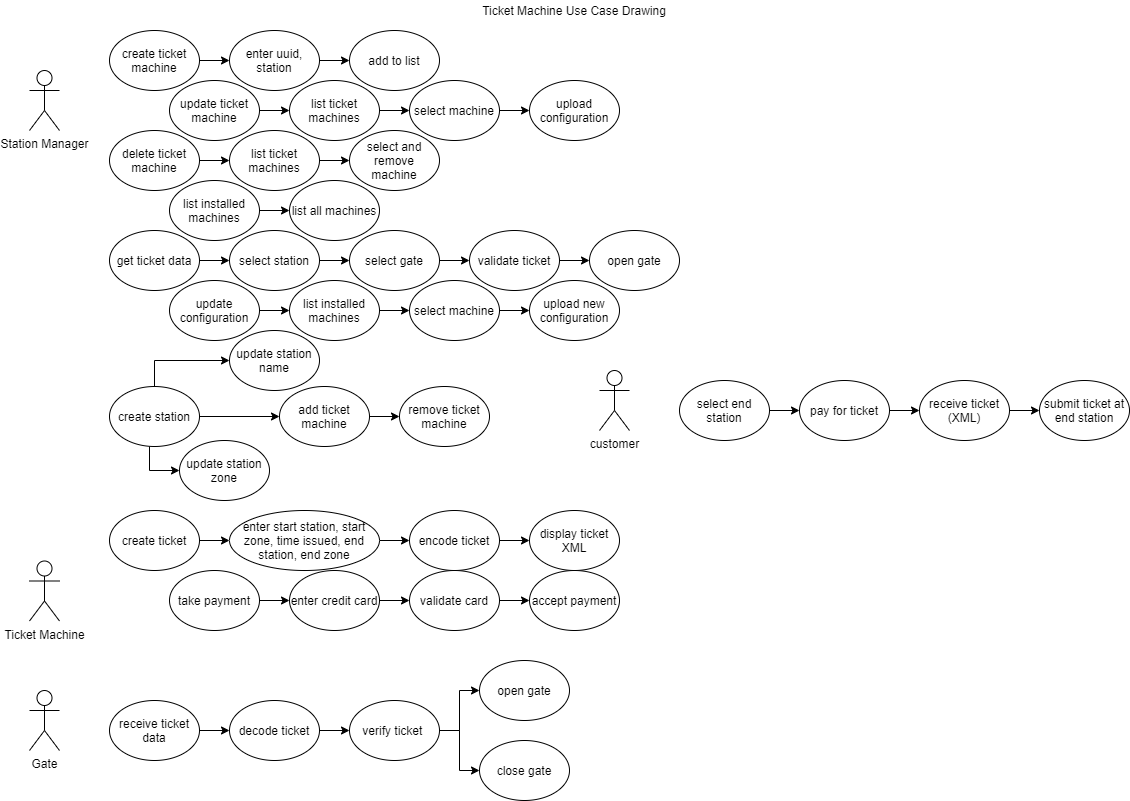 Ticket Machine Use Case Drawing
create ticket
machine
enter uuid,
station
add to list
update ticket
machine
list ticket
machines
select machine
upload
configuration
Station Manager
delete ticket
machine
list ticket
machines
select and
remove
machine
list installed
machines
list all machines
get ticket data
select station
select gate
validate ticket
open gate
update
configuration
list installed
machines
select machine
upload new
configuration
update station
name
create station
add ticket
machine
remove ticket
machine
update station
zone
customer
select end
station
pay for ticket
receive ticket
(XML)
submit ticket at
end station
create ticket
enter start station, start
zone, time issued, end
station, end zone
encode ticket
display ticket
XML
take payment
enter credit card
validate card
accept payment
Ticket Machine
receive ticket
data
decode ticket
verify ticket
open gate
close gate
Gate